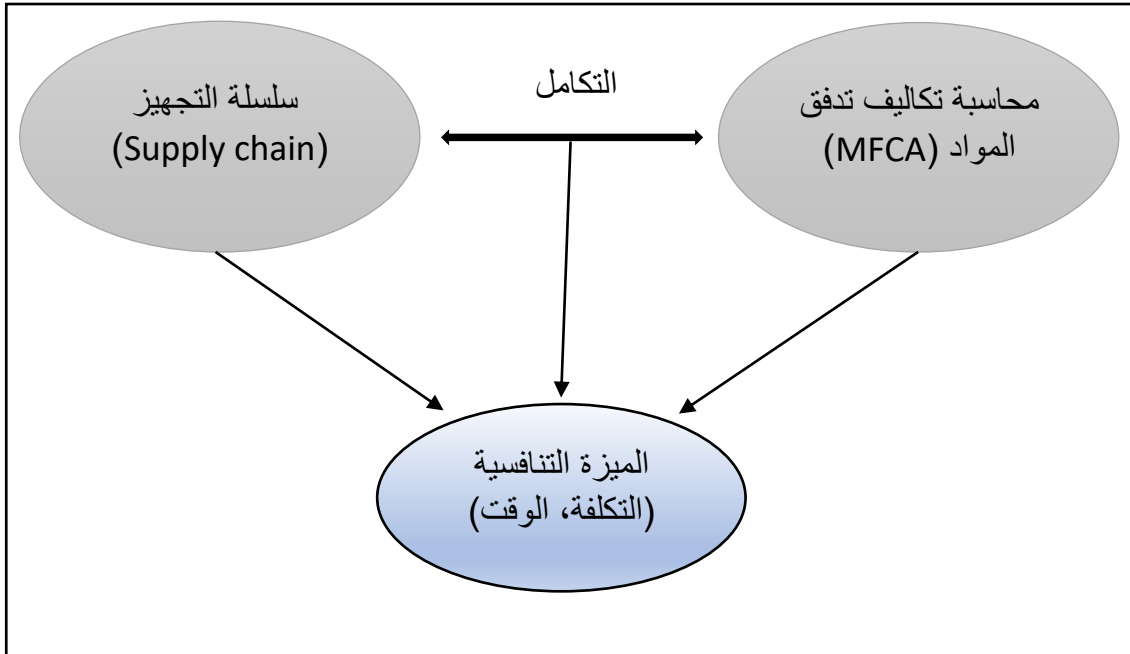 محاسبة تكاليف تدفق
المواد (MFCA)
التكامل
سلسلة التجهيز
(Supply chain)
الميزة التنافسية
(التكلفة، الوقت)